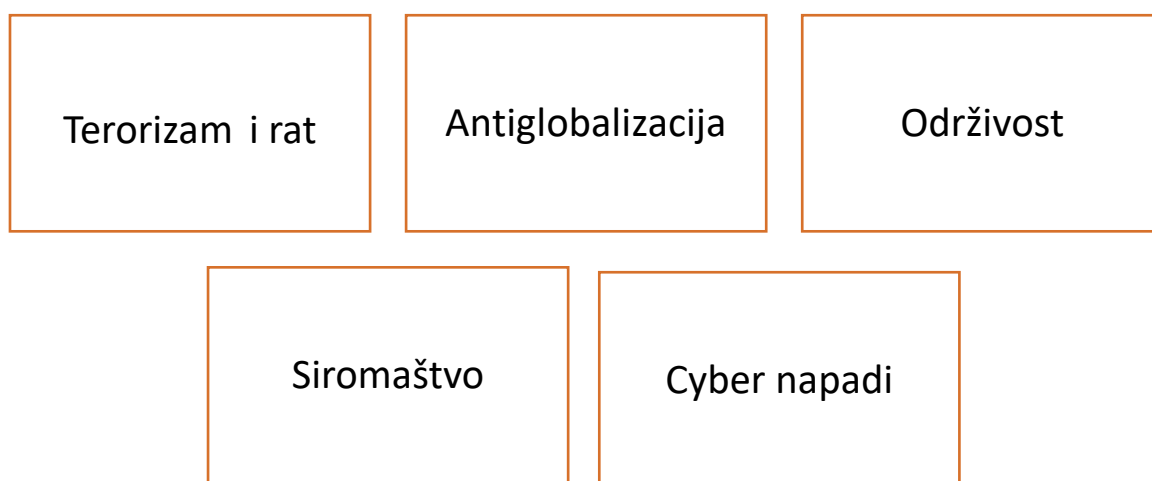 Terorizam i rat
Antiglobalizacija
Održivost
Siromaštvo
Cyber napadi